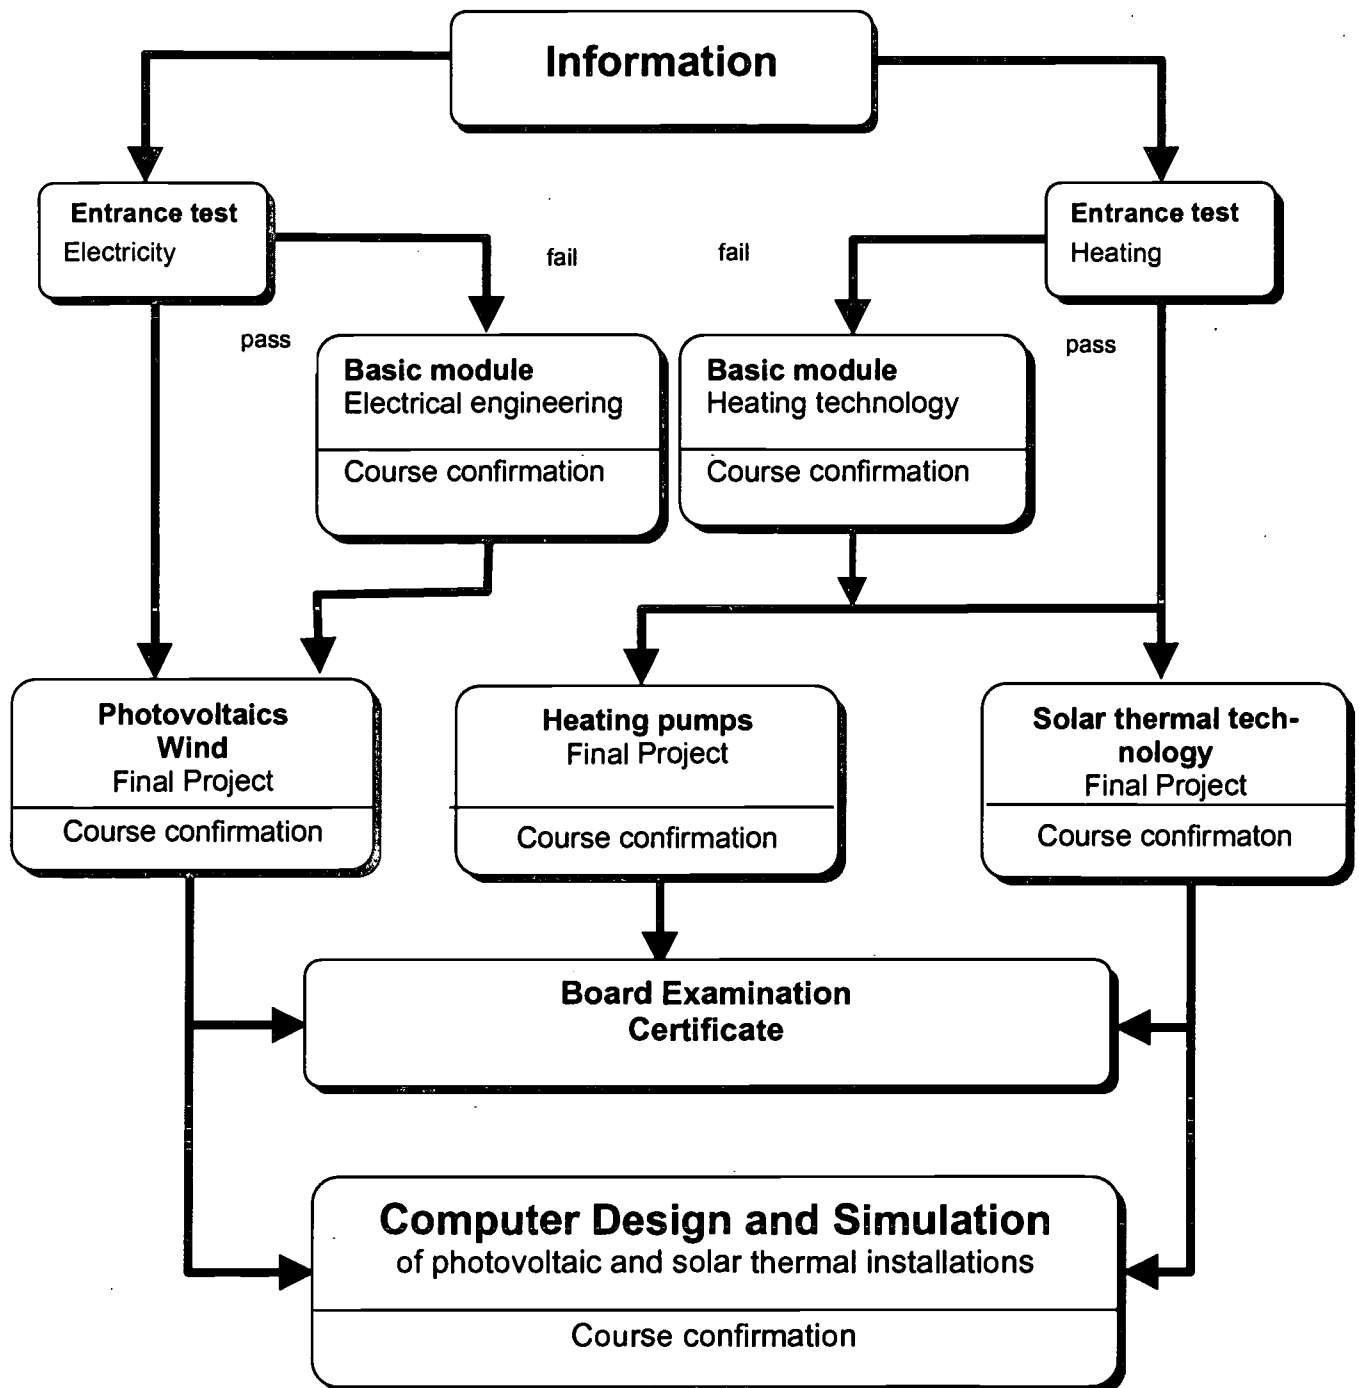 Information
Entrance test
Electricity
Entrance test
Heating
fail
fail
pass
pass
Basic module
Electrical engineering
Course confirmation
Basic module
Heating technology
Course confirmation
Photovoltaics
Wind
Final Project
Course confirmation
Heating pumps
Final Project
Course confirmation
Solar thermal tech-
nology
Final Project
Course confirmaton
Board Examination
Certificate
Computer Design and Simulation
of photovoltaic and solar thermal installations
Course confirmation